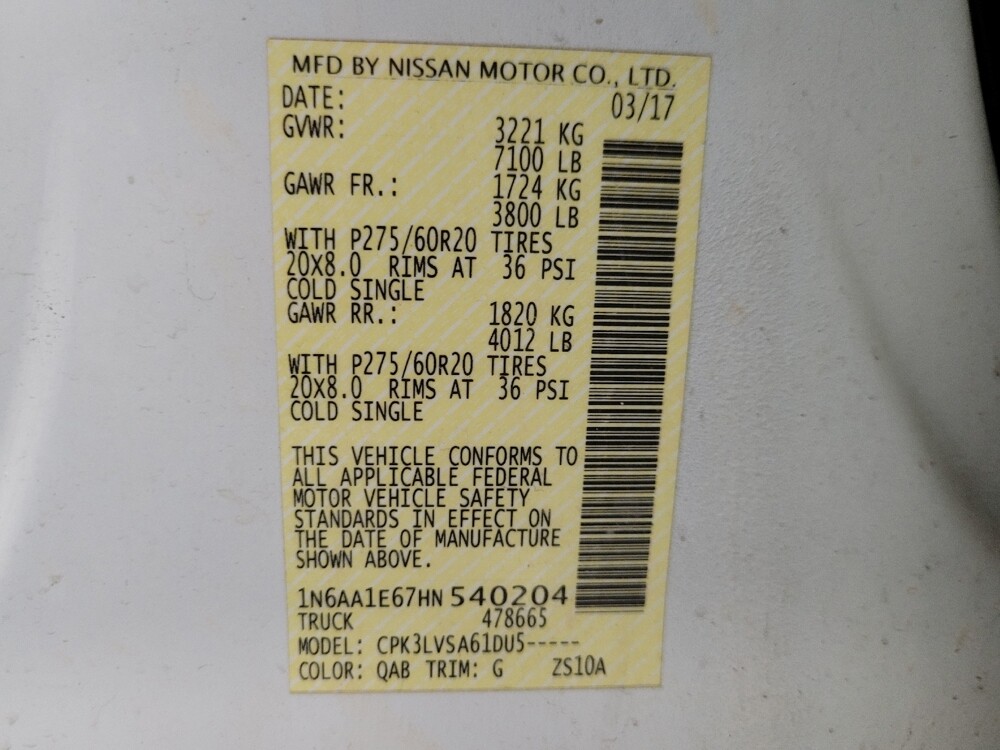 MFD BY NISSAN MOTOR CO., LTD.
DATE: 03/17
GVWR: 3221 KG
7100 LB
GAWR FR.: 1724 KG
3800 LB
WITH P275/60R20 TIRES
20X8.0 RIMS AT 36 PSI
COLD SINGLE
GAWR RR.: 1820 KG
4012 LB
WITH P275/60R20 TIRES
20X8.0 RIMS AT 36 PSI
COLD SINGLE
THIS VEHICLE CONFORMS TO
ALL APPLICABLE FEDERAL
MOTOR VEHICLE SAFETY
STANDARDS IN EFFECT ON
THE DATE OF MANUFACTURE
SHOWN ABOVE.
1N6AA1E67HN540204
TRUCK 478665
MODEL: CPK3LVSA61DU5-----
COLOR: QAB TRIM: G ZS10A